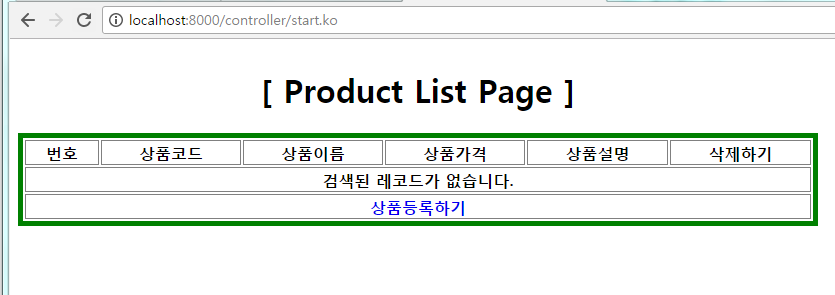 localhost:8000/controller/start.ko
[ Product List Page ]
번호 상품코드 상품이름 상품가격 상품설명 삭제하기
검색된 레코드가 없습니다.
상품등록하기